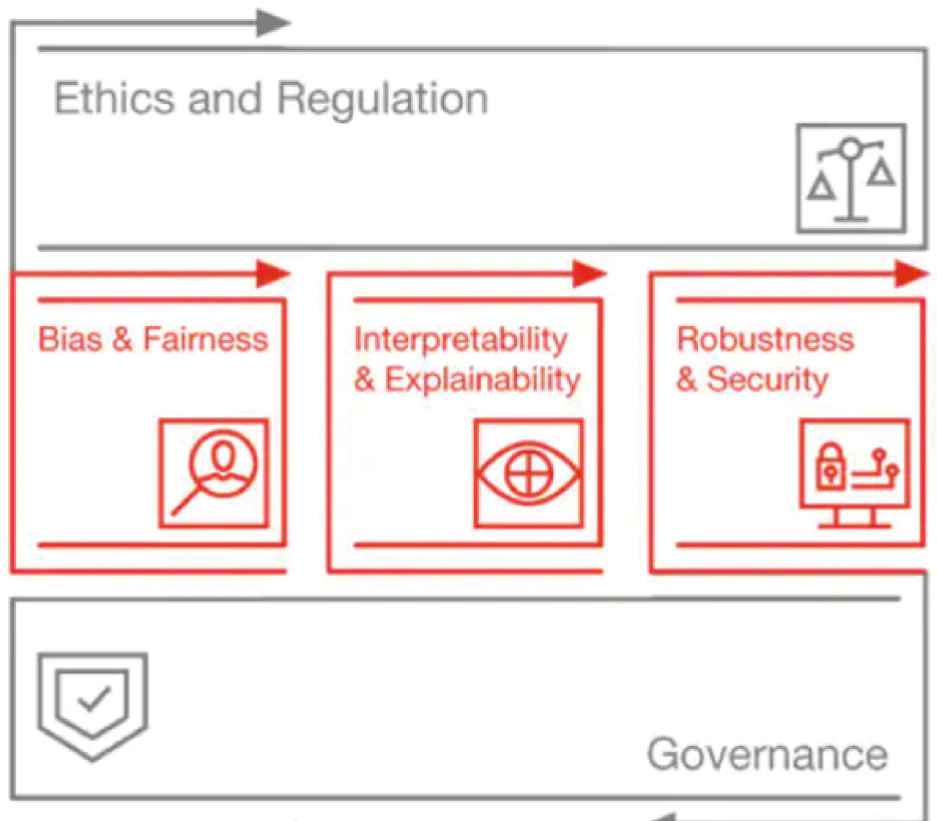 Ethics and Regulation
Bias & Fairness
Interpretability
& Explainability
Robustness
& Security
Governance